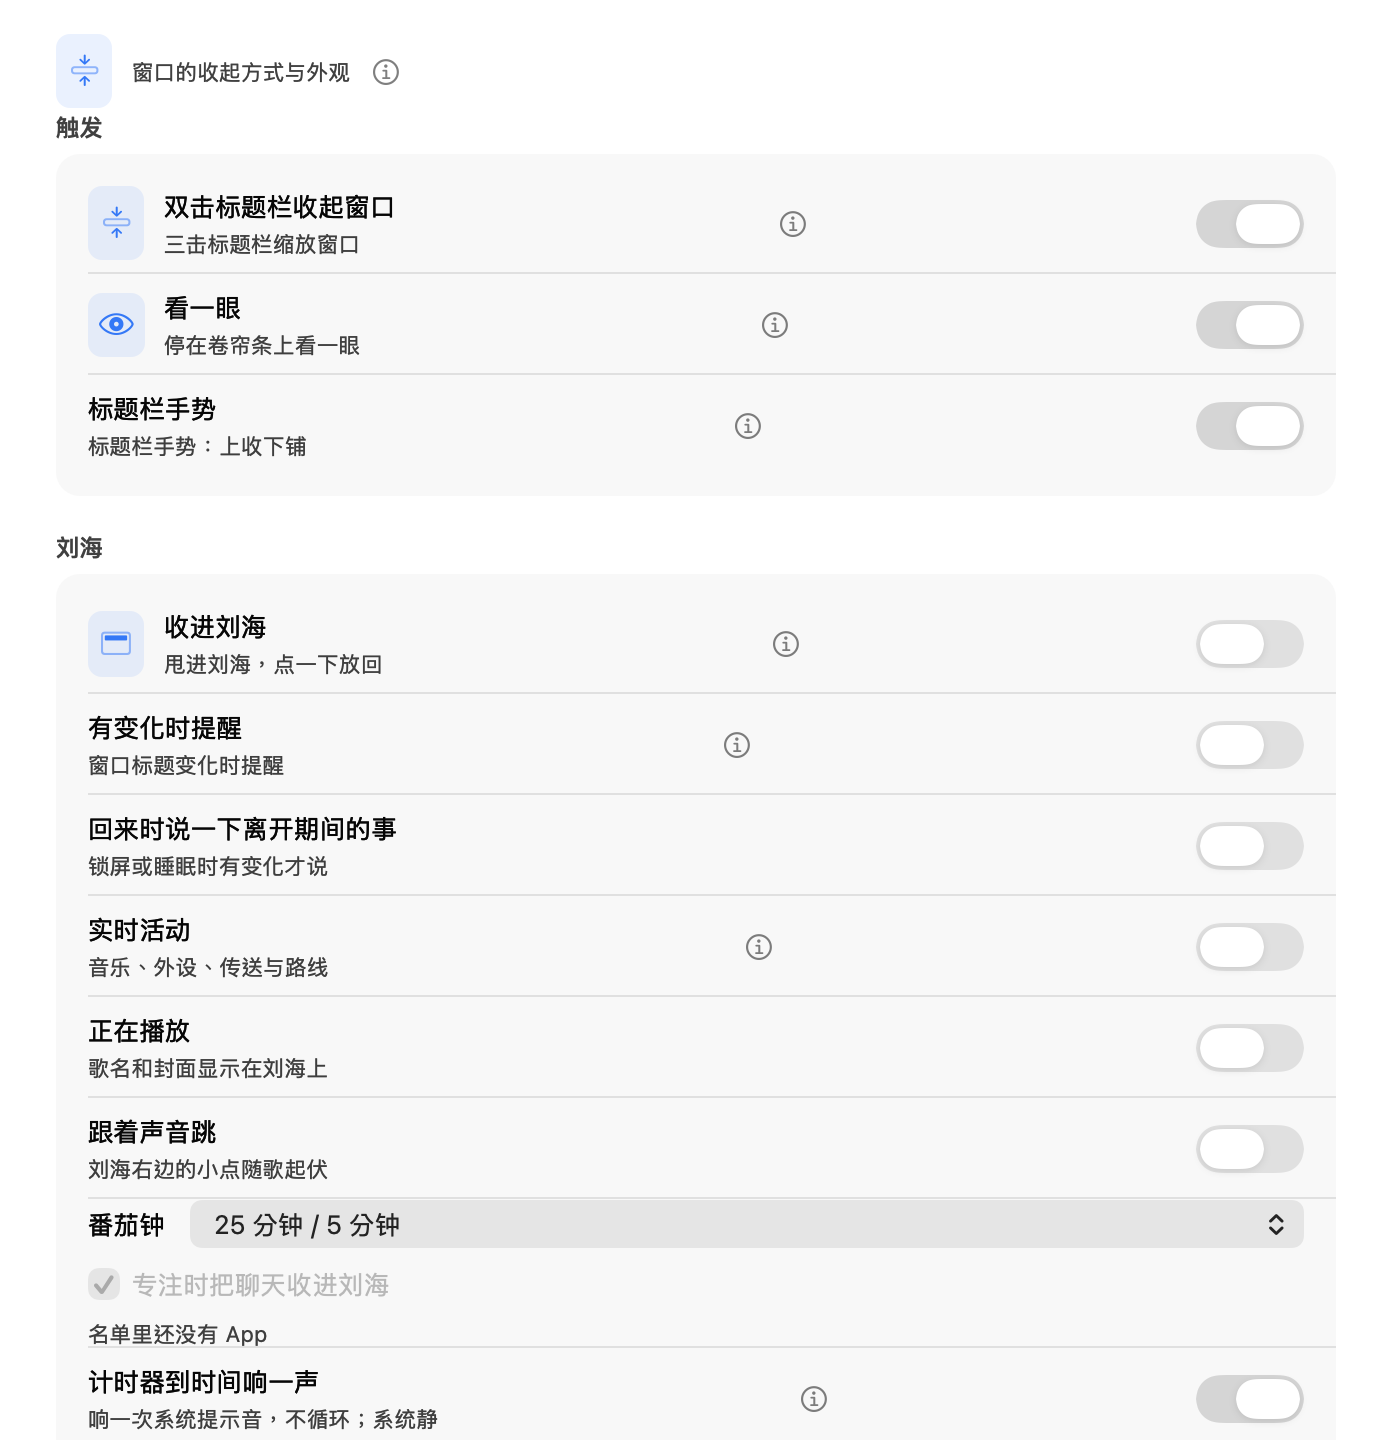 窗口的收起方式与外观
触发
双击标题栏收起窗口
三击标题栏缩放窗口
看一眼
停在卷帘条上看一眼
标题栏手势
标题栏手势：上收下铺
刘海
收进刘海
甩进刘海，点一下放回
有变化时提醒
窗口标题变化时提醒
回来时说一下离开期间的事
锁屏或睡眠时有变化才说
实时活动
音乐、外设、传送与路线
正在播放
歌名和封面显示在刘海上
跟着声音跳
刘海右边的小点随歌起伏
番茄钟 25 分钟 / 5 分钟
专注时把聊天收进刘海
名单里还没有 App
计时器到时间响一声
响一次系统提示音，不循环；系统静